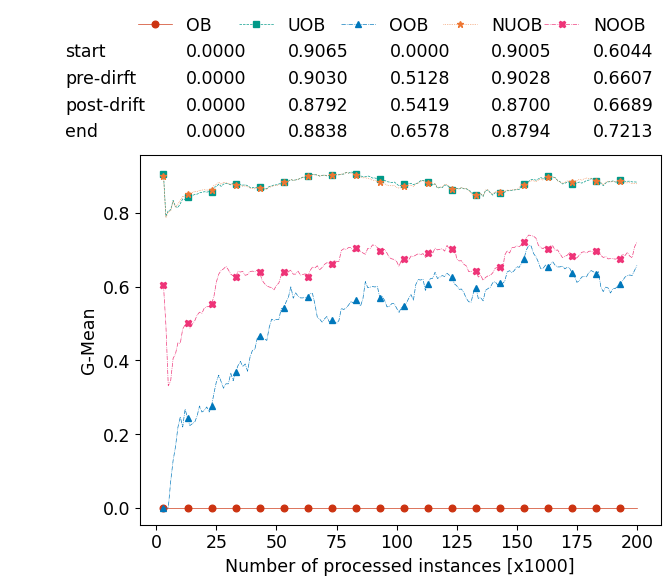 OB UOB OOB NUOB NOOB
start 0.0000 0.9065 0.0000 0.9005 0.6044
pre-dirft 0.0000 0.9030 0.5128 0.9028 0.6607
post-drift 0.0000 0.8792 0.5419 0.8700 0.6689
end 0.0000 0.8838 0.6578 0.8794 0.7213
0.8
0.6
0.4
0.2
0.0
G-Mean
0 25 50 75 100 125 150 175 200
Number of processed instances [x1000]